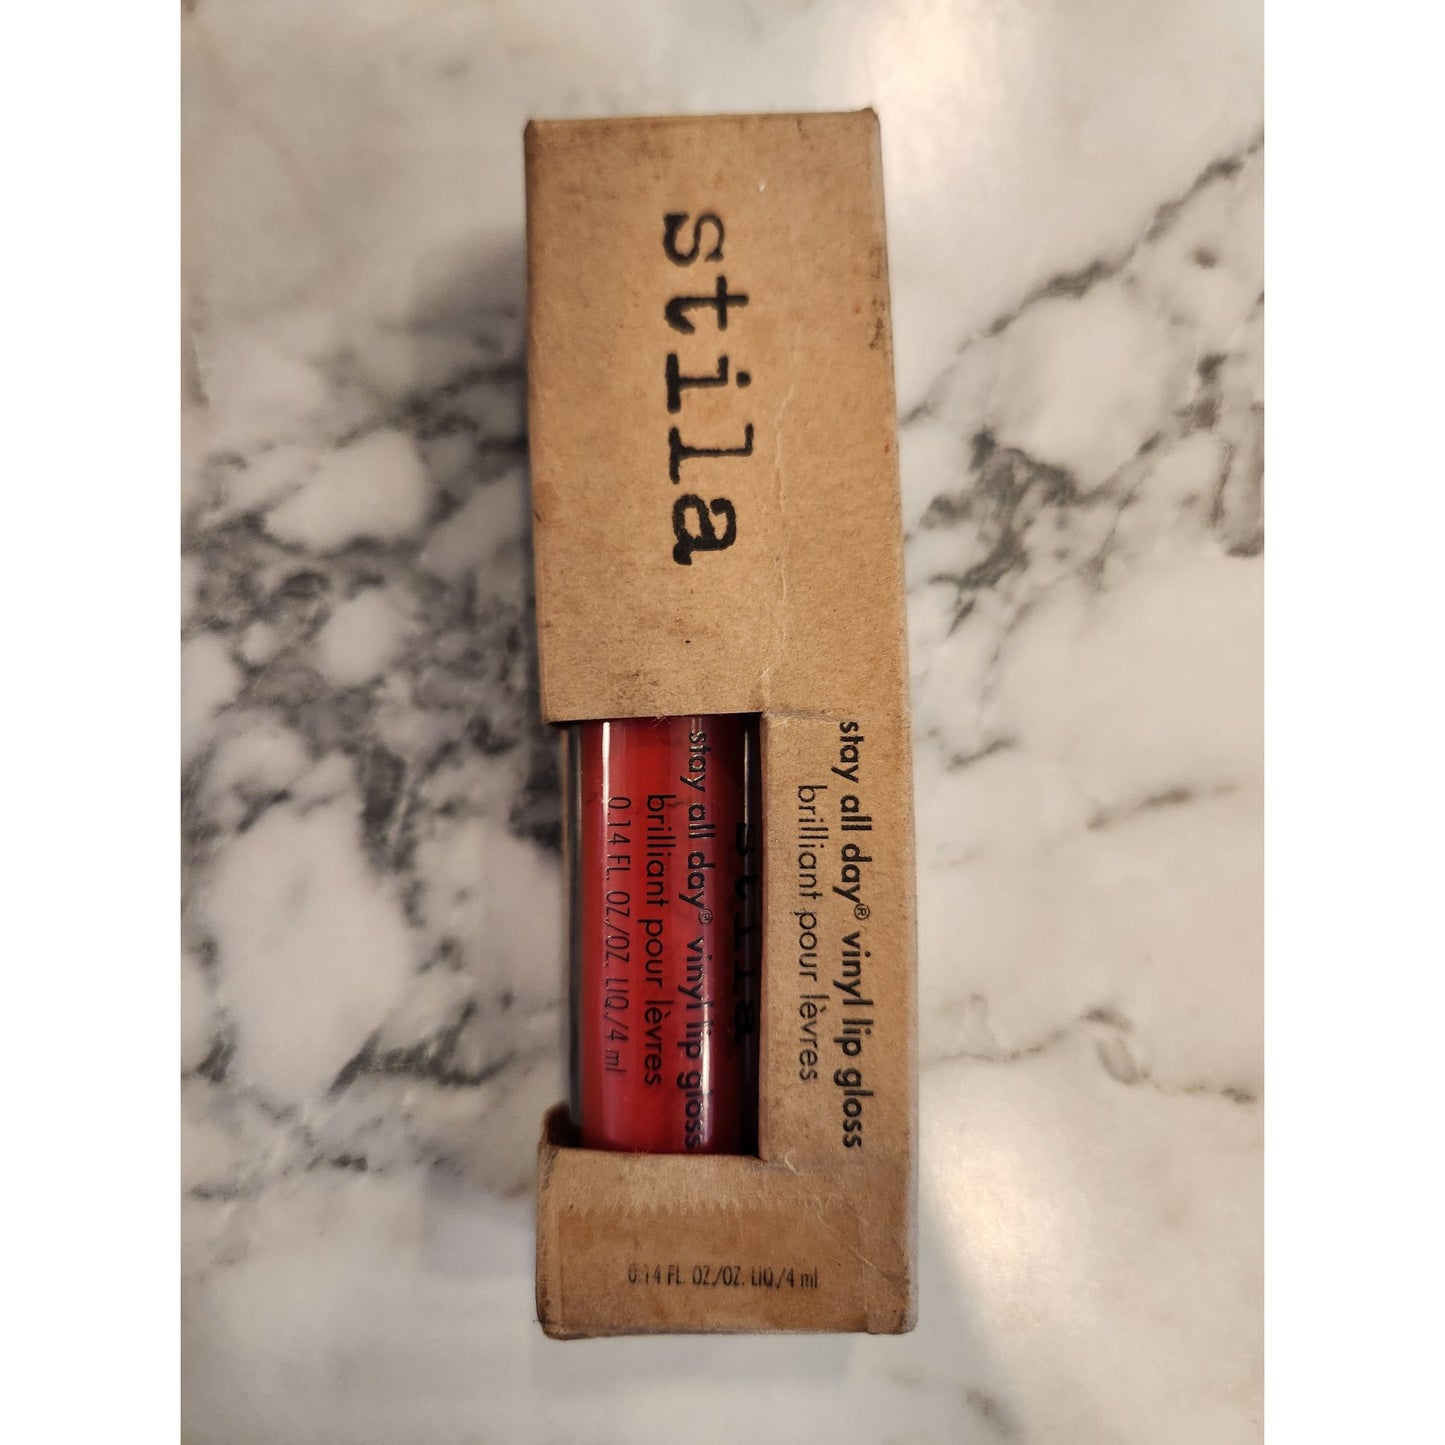 stila
stay all day® vinyl lip gloss
brilliant pour lèvres
stila
stay all day® vinyl lip gloss
brilliant pour lèvres
0.14 FL. OZ./OZ. LIQ./4 ml
0.14 FL. OZ./OZ. LIQ./4 ml